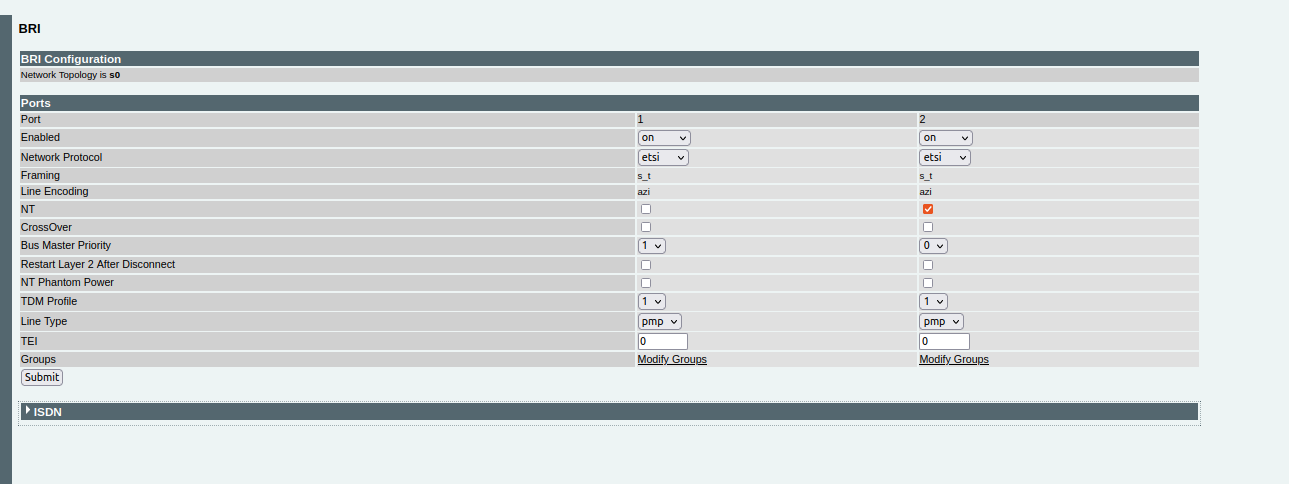 BRI
BRI Configuration
Network Topology is s0
Ports
Port 1 2
Enabled on on
Network Protocol etsi etsi
Framing s_t s_t
Line Encoding azi azi
NT
CrossOver
Bus Master Priority 1 0
Restart Layer 2 After Disconnect
NT Phantom Power
TDM Profile 1 1
Line Type pmp pmp
TEI 0 0
Groups Modify Groups Modify Groups
Submit
ISDN